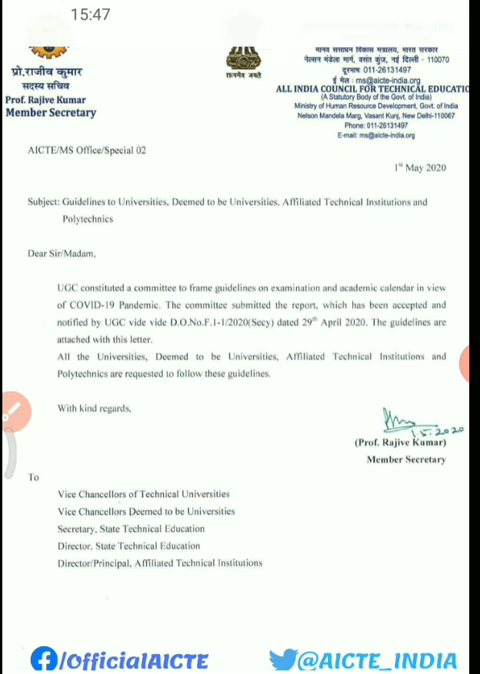 15:47
मानव संसाधन विकास मंत्रालय, भारत सरकार
नेल्सन मंडेला मार्ग, वसंत कुंज, नई दिल्ली - 110070
दूरभाष: 011-26131497
ई मेल : ms@aicte-india.org
ALL INDIA COUNCIL FOR TECHNICAL EDUCATIO
(A Statutory Body of the Govt. of India)
Ministry of Human Resource Development, Govt. of India
Nelson Mandela Marg, Vasant Kunj, New Delhi-110067
Phone: 011-26131497
E-mail: ms@aicte-india.org
सत्यमेव जयते
प्रो.राजीव कुमार
सदस्य सचिव
Prof. Rajive Kumar
Member Secretary
AICTE/MS Office/Special 02
1st May 2020
Subject: Guidelines to Universities, Deemed to be Universities, Affiliated Technical Institutions and
Polytechnics
Dear Sir/Madam,
UGC constituted a committee to frame guidelines on examination and academic calendar in view
of COVID-19 Pandemic. The committee submitted the report, which has been accepted and
notified by UGC vide vide D.O.No.F.1-1/2020(Secy) dated 29th April 2020. The guidelines are
attached with this letter.
All the Universities, Deemed to be Universities, Affiliated Technical Institutions and
Polytechnics are requested to follow these guidelines.
With kind regards,
1.5.2020
(Prof. Rajive Kumar)
Member Secretary
To
Vice Chancellors of Technical Universities
Vice Chancellors Deemed to be Universities
Secretary, State Technical Education
Director, State Technical Education
Director/Principal, Affiliated Technical Institutions
f/officialAICTE
@AICTE_INDIA